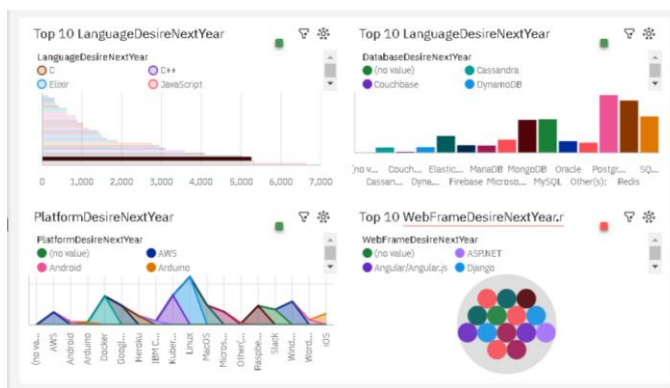 Top 10 LanguageDesireNextYear
LanguageDesireNextYear
C
C++
Elixir
JavaScript
0 1,000 2,000 3,000 4,000 5,000 6,000 7,000
Top 10 LanguageDesireNextYear
DatabaseDesireNextYear
(no value)
Cassandra
Couchbase
DynamoDB
)no v... Couch... Elastic... MariaDB MongoDB Oracle Postgr... SQ...
Cassan... Dyna... Firebase Microso... MySQL Other(s): Redis
PlatformDesireNextYear
PlatformDesireNextYear
(no value)
AWS
Android
Arduino
(no va...
AWS
Android
Arduino
Docker
Googl...
Heroku
IBM C...
Kuber...
Linux
MacOS
Micros...
Other(...
Raspbe...
Slack
Wind...
Word...
iOS
Top 10 WebFrameDesireNextYear.r
WebFrameDesireNextYear
(no value)
ASP.NET
Angular/Angular.js
Django